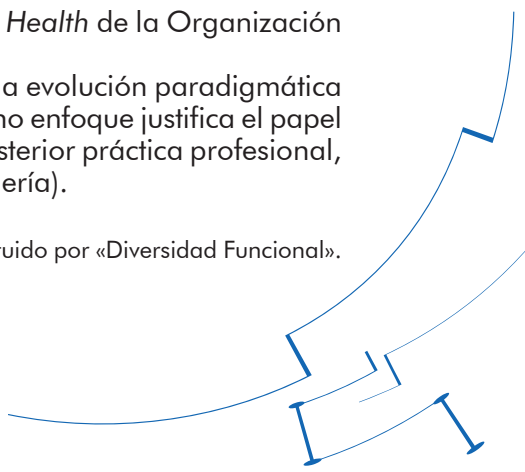 Health de la Organización
a evolución paradigmática
no enfoque justifica el papel
sterior práctica profesional,
ería).
uido por «Diversidad Funcional».